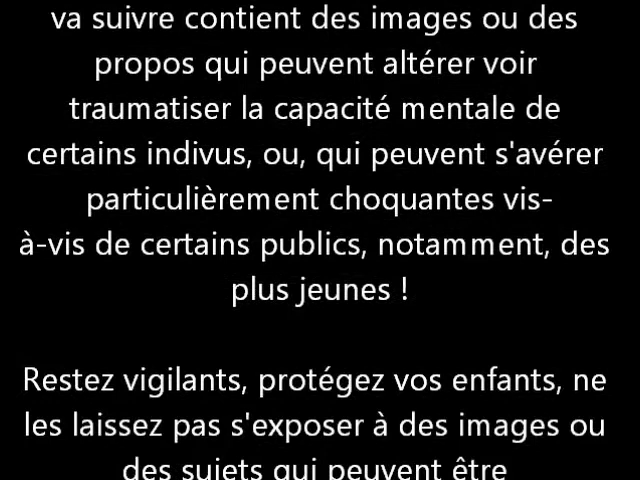 va suivre contient des images ou des
propos qui peuvent altérer voir
traumatiser la capacité mentale de
certains indivus, ou, qui peuvent s'avérer
particulièrement choquantes vis-
à-vis de certains publics, notamment, des
plus jeunes !
Restez vigilants, protégez vos enfants, ne
les laissez pas s'exposer à des images ou
des sujets qui peuvent être